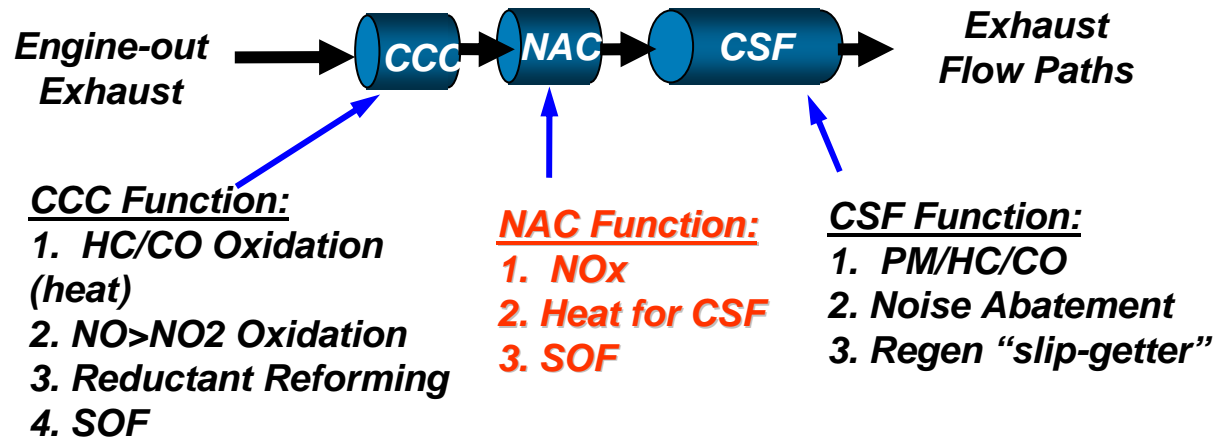 Engine-out
Exhaust
CCC
NAC
CSF
Exhaust
Flow Paths
CCC Function:
1. HC/CO Oxidation
(heat)
2. NO>NO2 Oxidation
3. Reductant Reforming
4. SOF
NAC Function:
1. NOx
2. Heat for CSF
3. SOF
CSF Function:
1. PM/HC/CO
2. Noise Abatement
3. Regen “slip-getter”